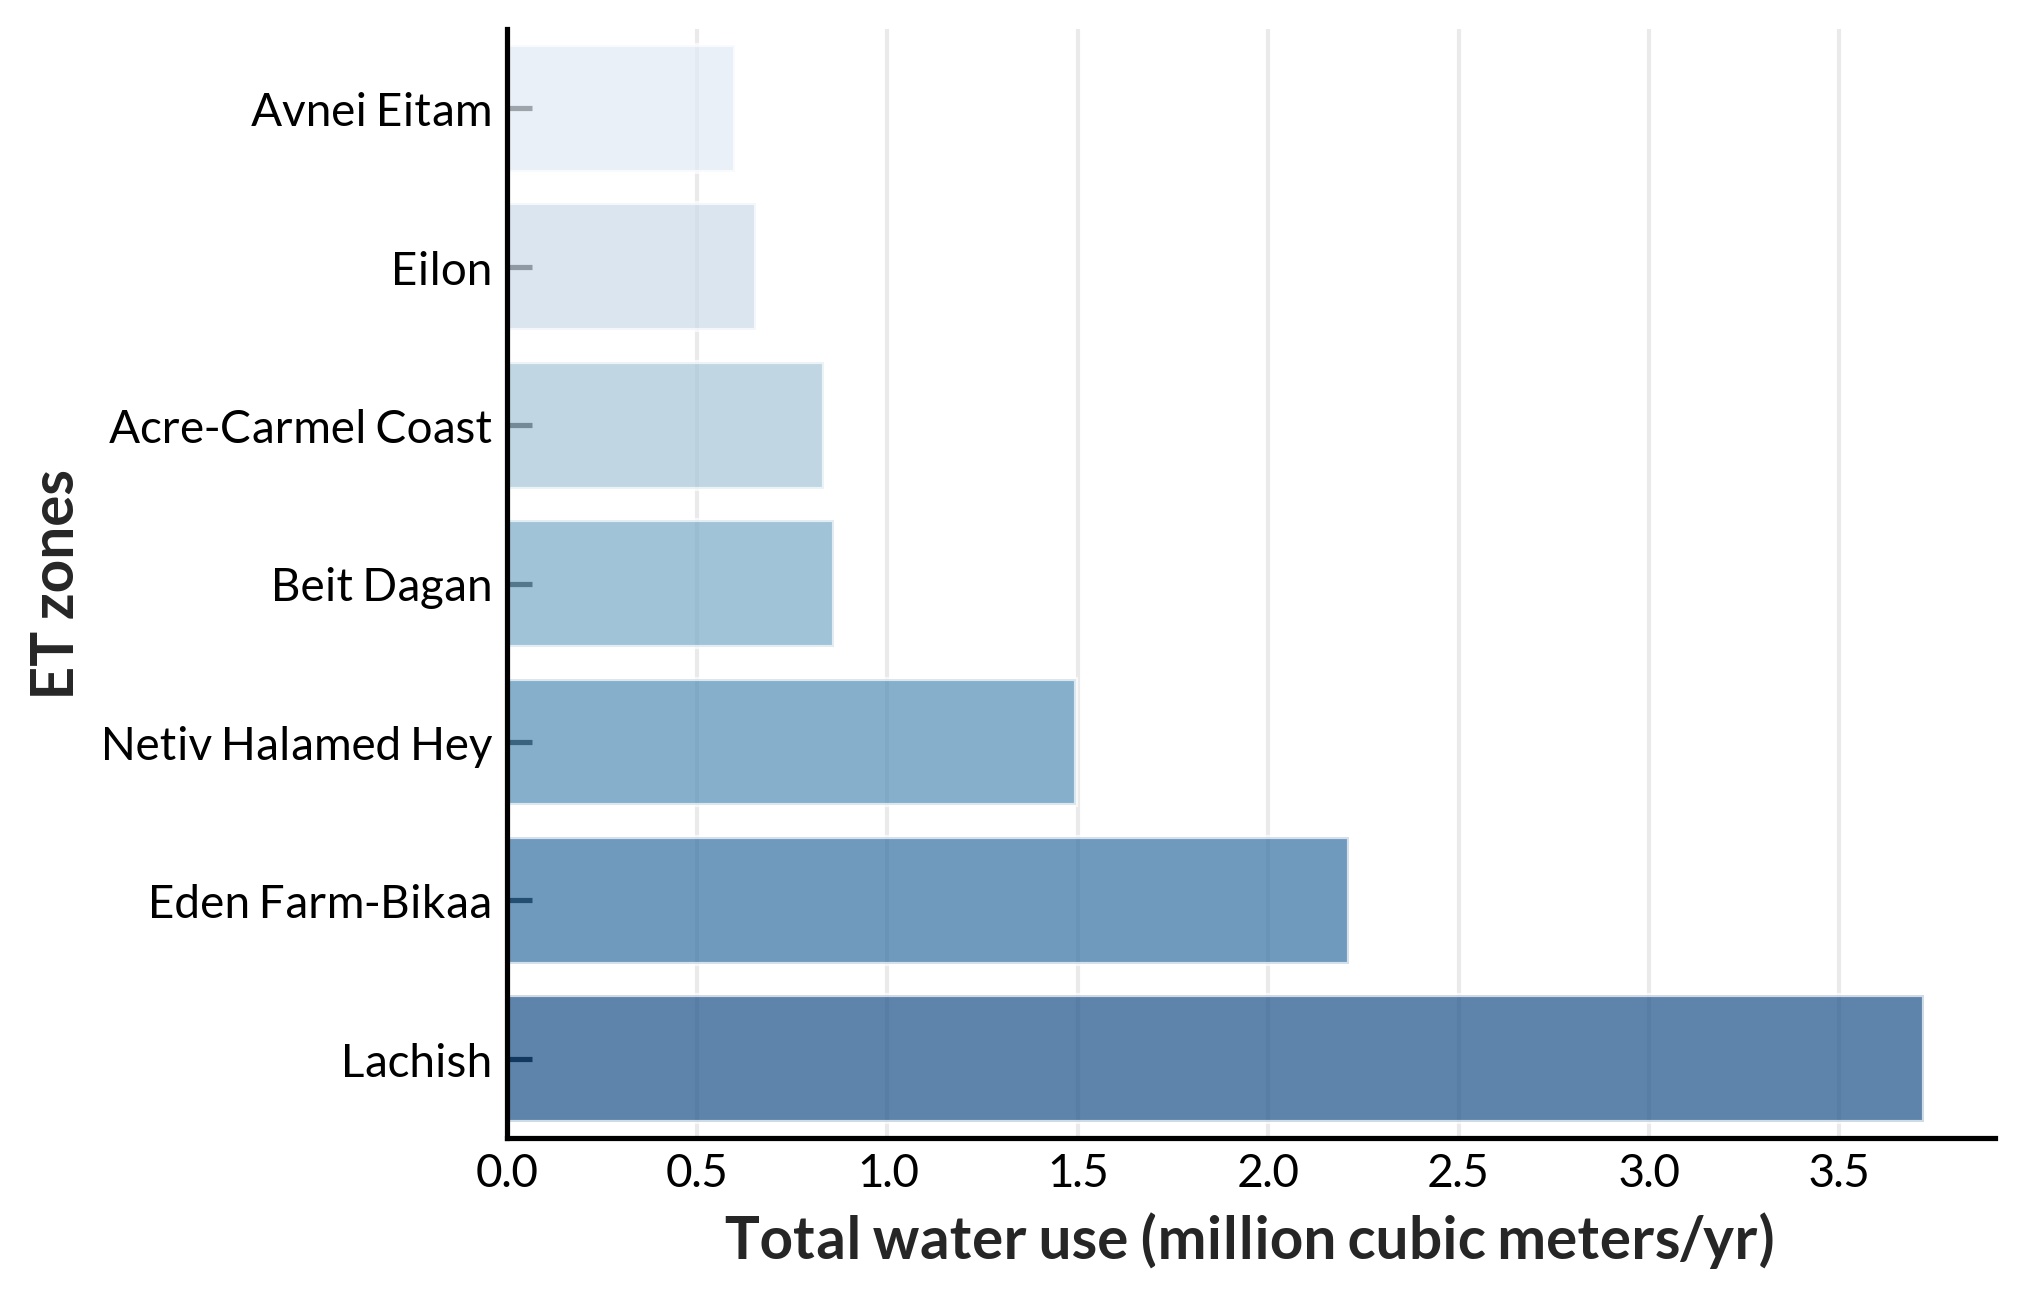 Avnei Eitam
Eilon
Acre-Carmel Coast
Beit Dagan
Netiv Halamed Hey
Eden Farm-Bikaa
Lachish
ET zones
0.0 0.5 1.0 1.5 2.0 2.5 3.0 3.5
Total water use (million cubic meters/yr)